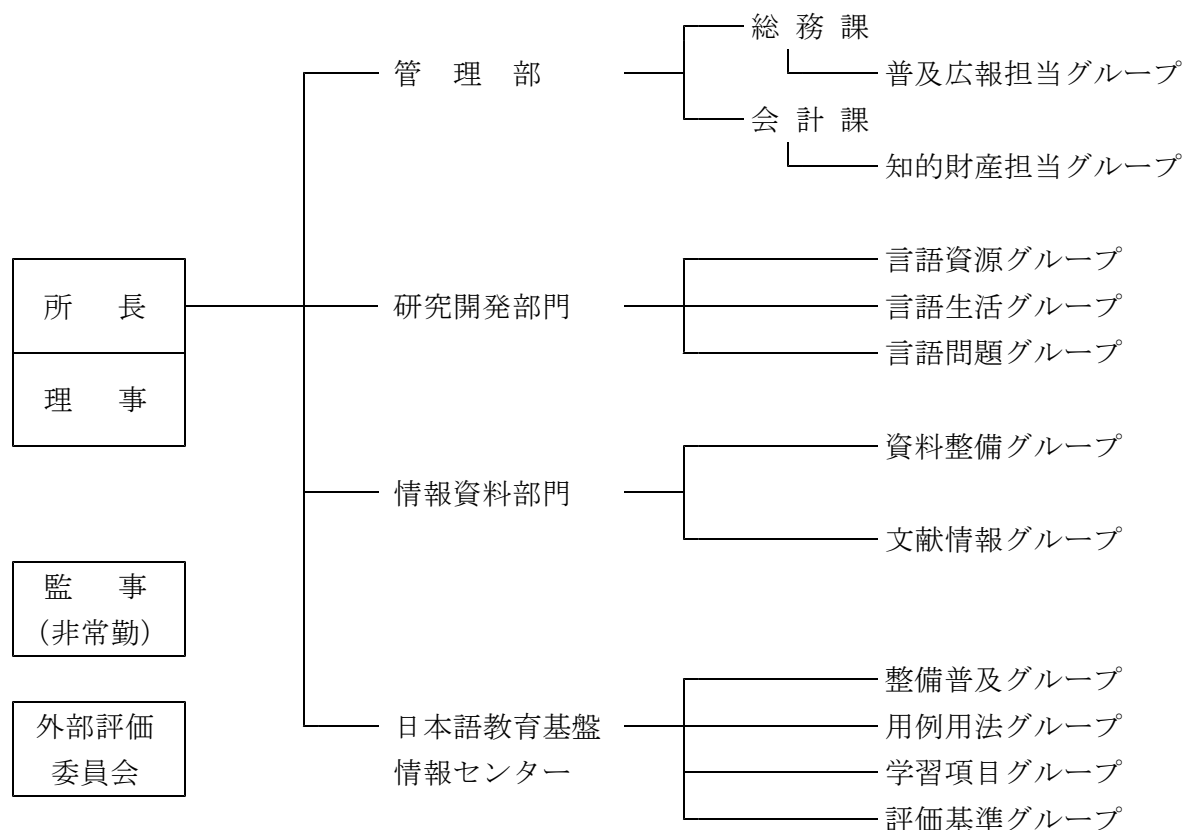 総 務 課
管 理 部
普及広報担当グループ
会 計 課
知的財産担当グループ
所 長
理 事
研究開発部門
言語資源グループ
言語生活グループ
言語問題グループ
情報資料部門
資料整備グループ
文献情報グループ
監 事
(非常勤)
外部評価
委員会
日本語教育基盤
情報センター
整備普及グループ
用例用法グループ
学習項目グループ
評価基準グループ